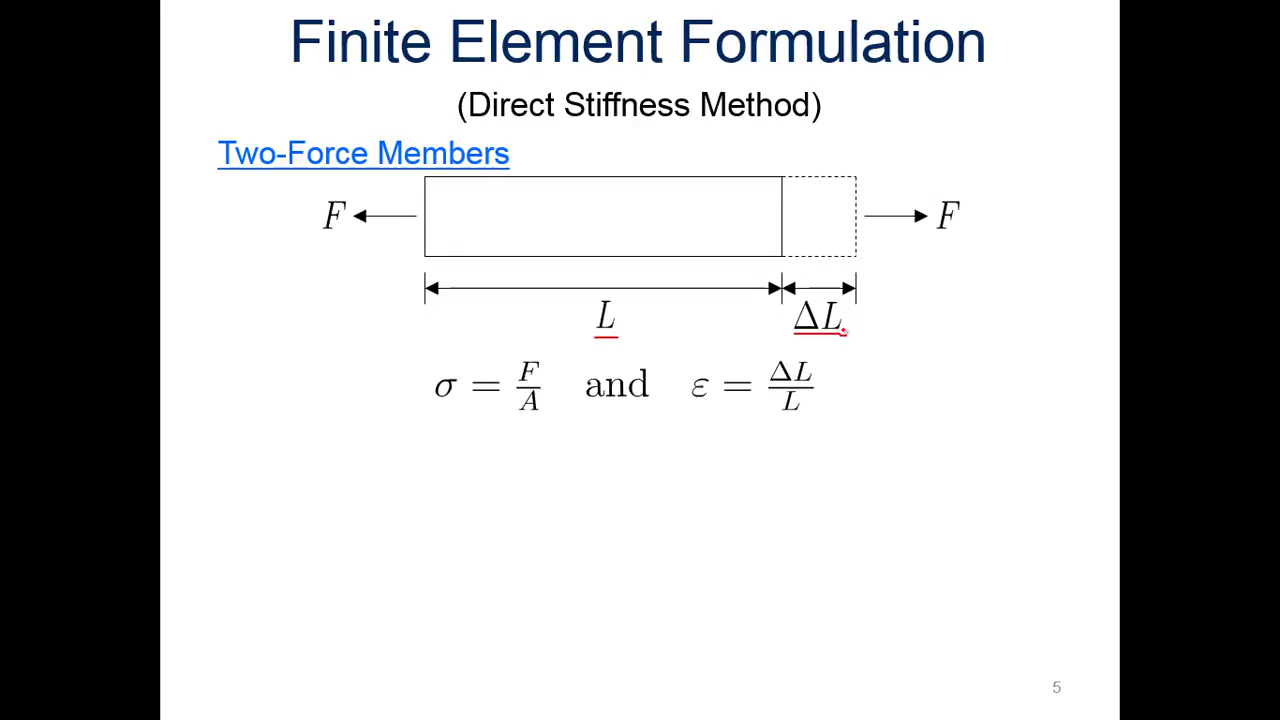 Finite Element Formulation
(Direct Stiffness Method)
Two-Force Members
F F
L ΔL
σ = F/A and ε = ΔL/L
5